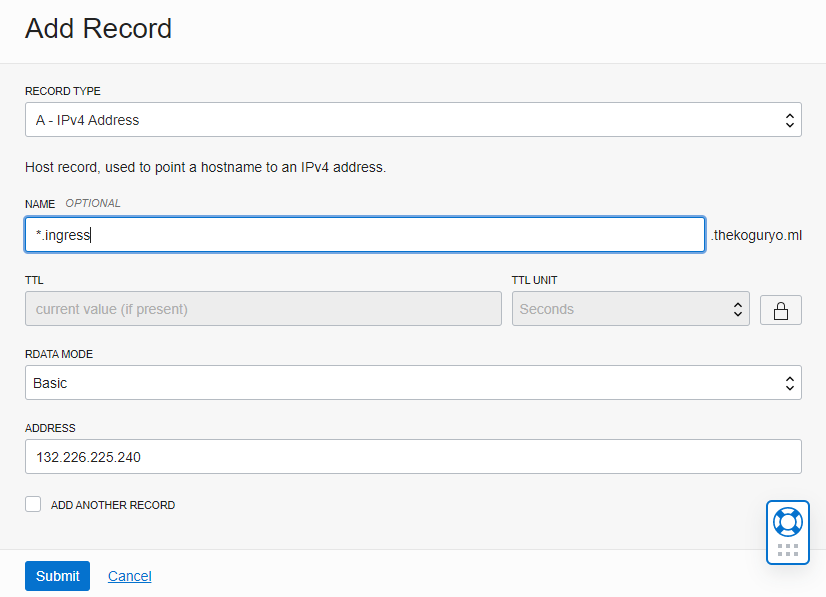 Add Record
RECORD TYPE
A - IPv4 Address
Host record, used to point a hostname to an IPv4 address.
NAME OPTIONAL
*.ingress .thekoguryo.ml
TTL TTL UNIT
current value (if present) Seconds
RDATA MODE
Basic
ADDRESS
132.226.225.240
ADD ANOTHER RECORD
Submit Cancel